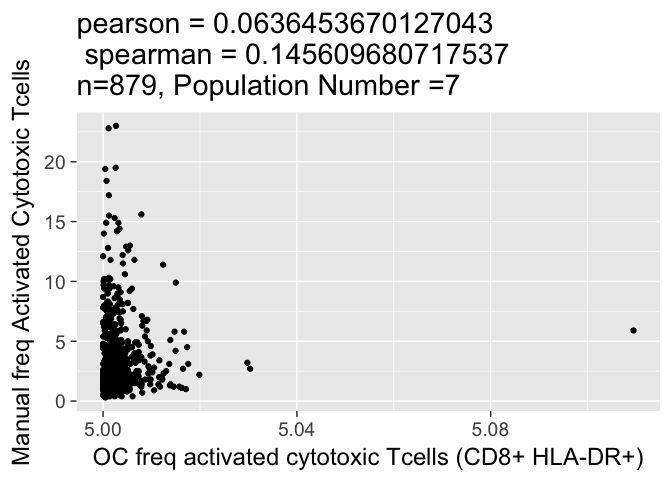 pearson = 0.0636453670127043
spearman = 0.145609680717537
n=879, Population Number =7
Manual freq Activated Cytotoxic Tcells
20
15
10
5
0
5.00
5.04
5.08
OC freq activated cytotoxic Tcells (CD8+ HLA-DR+)